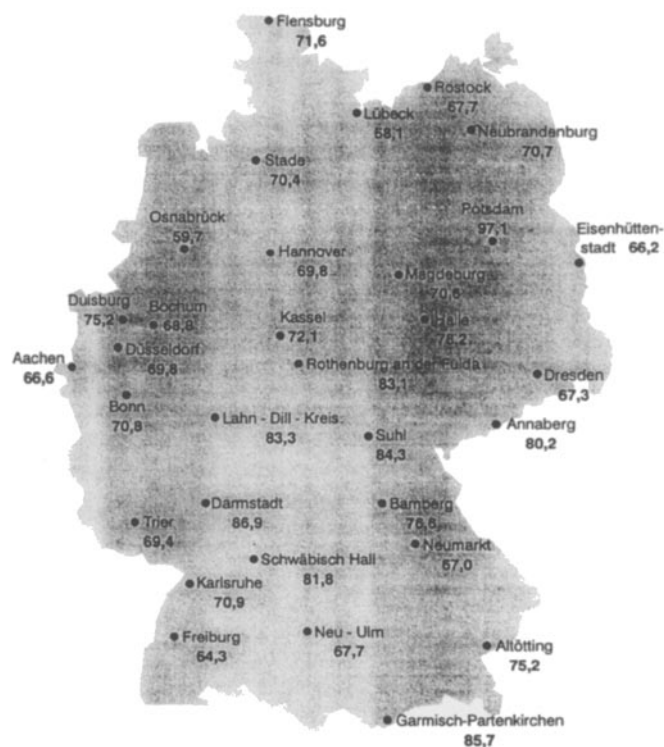 Flensburg
71,6
Rostock
67,7
Lübeck
68,1
Neubrandenburg
70,7
Stade
70,4
Osnabrück
59,7
Potsdam
97,1
Eisenhütten-
stadt 66,2
Hannover
69,8
Magdeburg
70,6
Duisburg
75,2
Bochum
68,8
Kassel
72,1
Halle
78,2
Düsseldorf
69,8
Aachen
66,6
Rothenburg an der Fulda
83,1
Dresden
67,3
Bonn
70,8
Lahn - Dill - Kreis
83,3
Suhl
84,3
Annaberg
80,2
Darmstadt
86,9
Bamberg
76,6
Trier
69,4
Neumarkt
67,0
Schwäbisch Hall
81,8
Karlsruhe
70,9
Freiburg
64,3
Neu - Ulm
67,7
Altötting
75,2
Garmisch-Partenkirchen
85,7